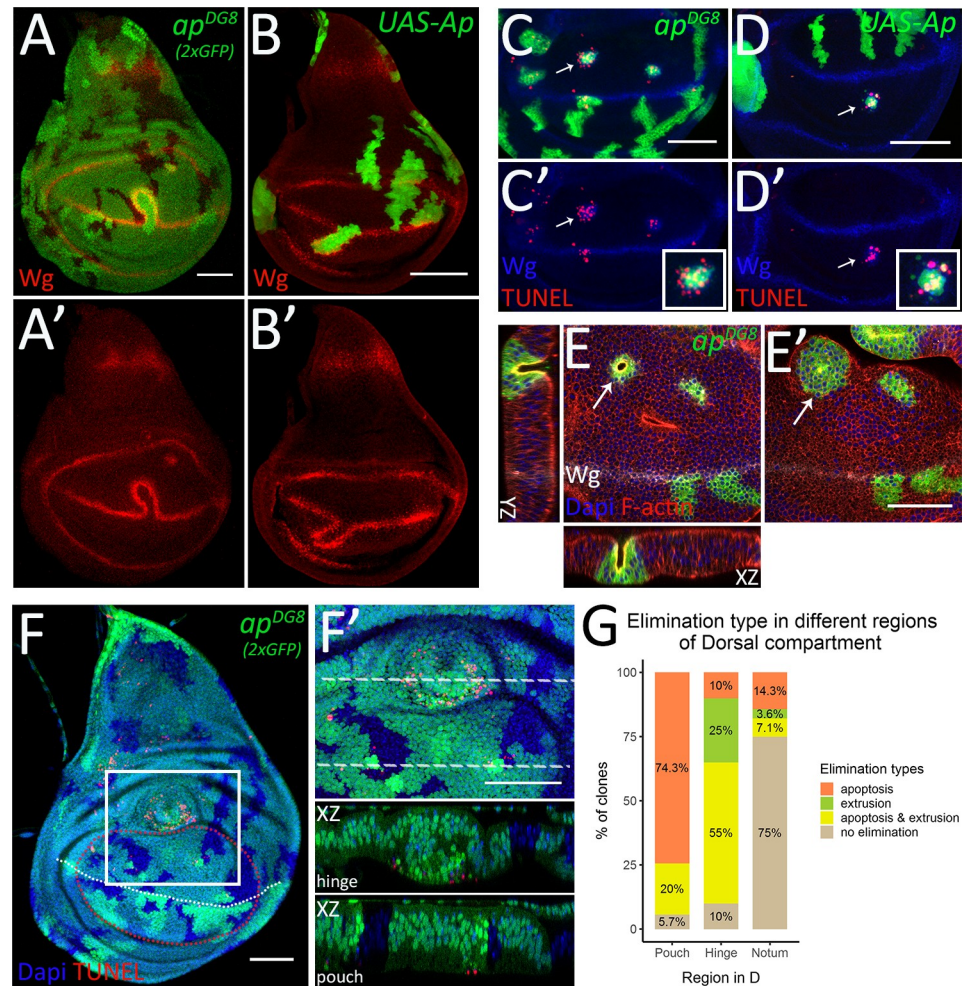 A
ap^DG8
(2xGFP)
Wg
B
UAS-Ap
Wg
A′
B′
C
ap^DG8
D
UAS-Ap
C′
Wg
TUNEL
D′
Wg
TUNEL
YZ
E
ap^DG8
Wg
Dapi F-actin
E′
XZ
F
ap^DG8
(2xGFP)
Dapi TUNEL
F′
XZ
hinge
XZ
pouch
G
Elimination type in different regions
of Dorsal compartment
% of clones
100
75
50
25
0
74.3%
20%
5.7%
10%
25%
55%
10%
14.3%
3.6%
7.1%
75%
Pouch Hinge Notum
Region in D
Elimination types
apoptosis
extrusion
apoptosis & extrusion
no elimination